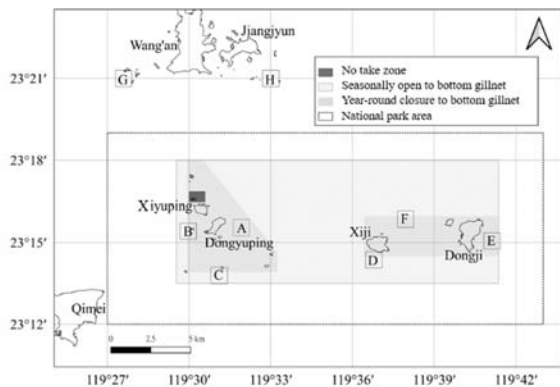 Jiangjyun
Wang'an
No take zone
Seasonally open to bottom gillnet
Year-round closure to bottom gillnet
National park area
G
H
23°21′
23°18′
Xiyuping
F
B
A
Xiji
23°15′
Dongyuping
E
D
Dongji
C
Qimei
23°12′
0
2.5
5 km
119°27′
119°30′
119°33′
119°36′
119°39′
119°42′